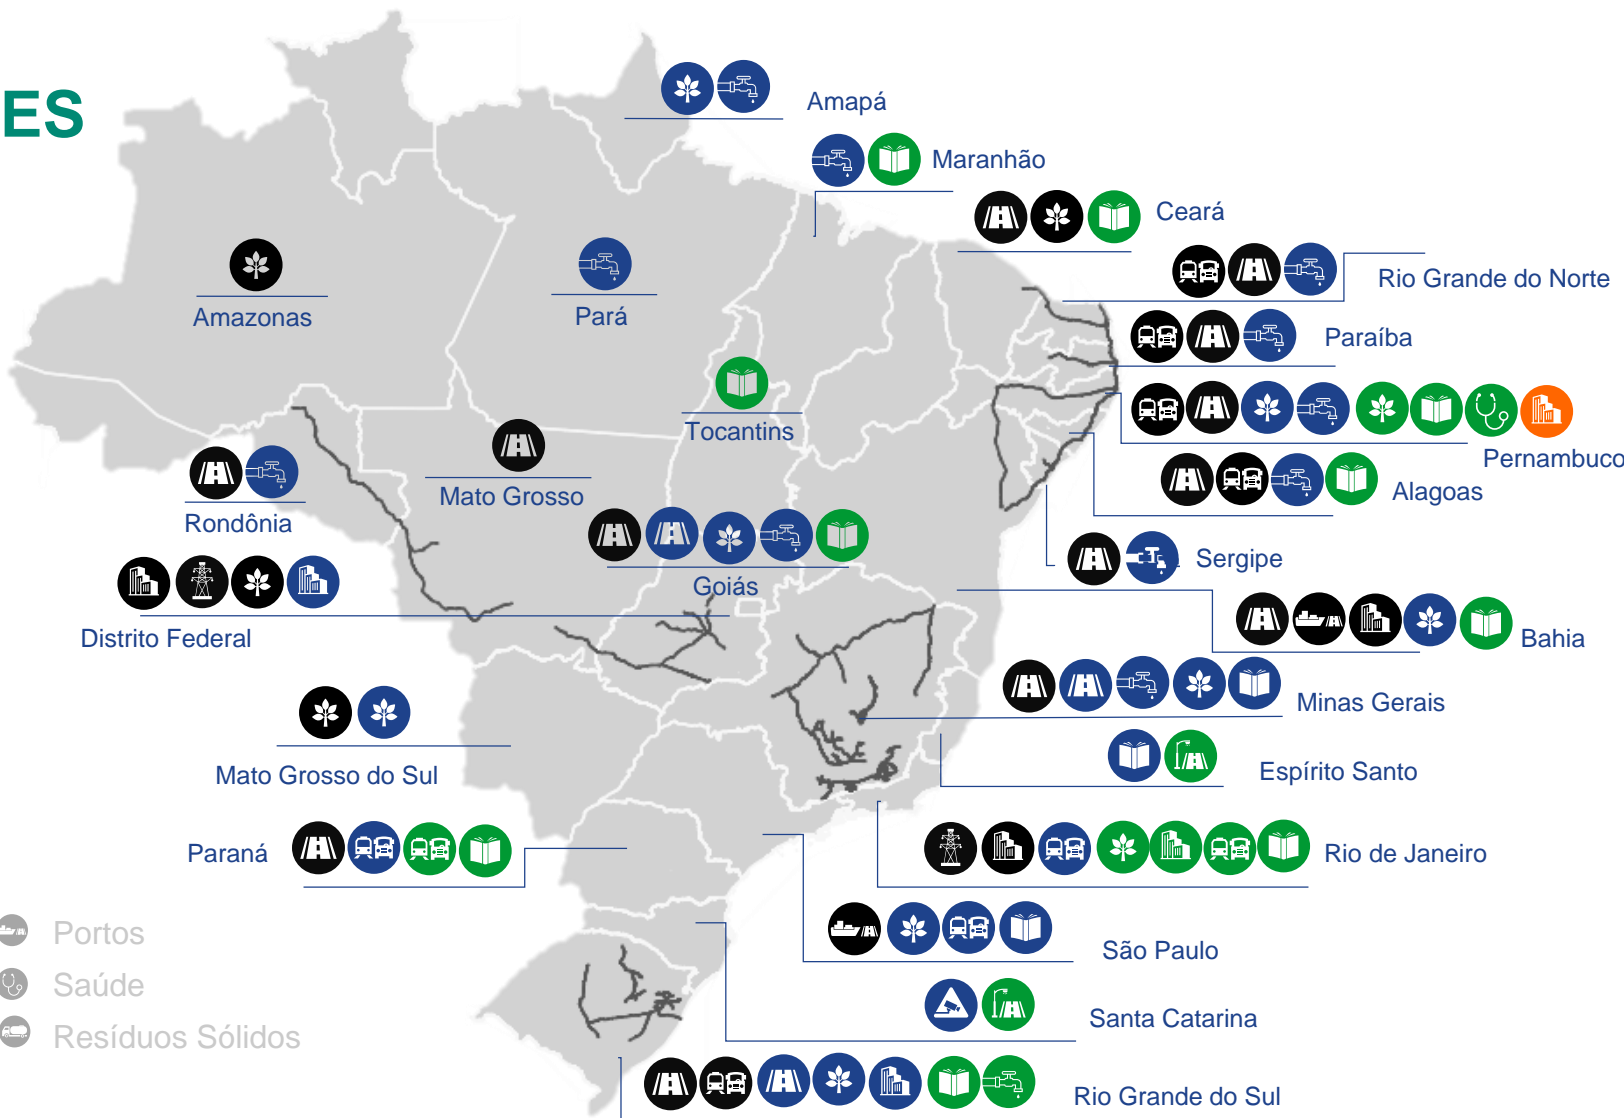 ES
Amapá
Maranhão
Ceará
Rio Grande do Norte
Amazonas
Pará
Paraíba
Tocantins
Pernambuco
Mato Grosso
Alagoas
Rondônia
Sergipe
Goiás
Distrito Federal
Bahia
Minas Gerais
Mato Grosso do Sul
Espírito Santo
Paraná
Rio de Janeiro
Portos
São Paulo
Saúde
Santa Catarina
Resíduos Sólidos
Rio Grande do Sul